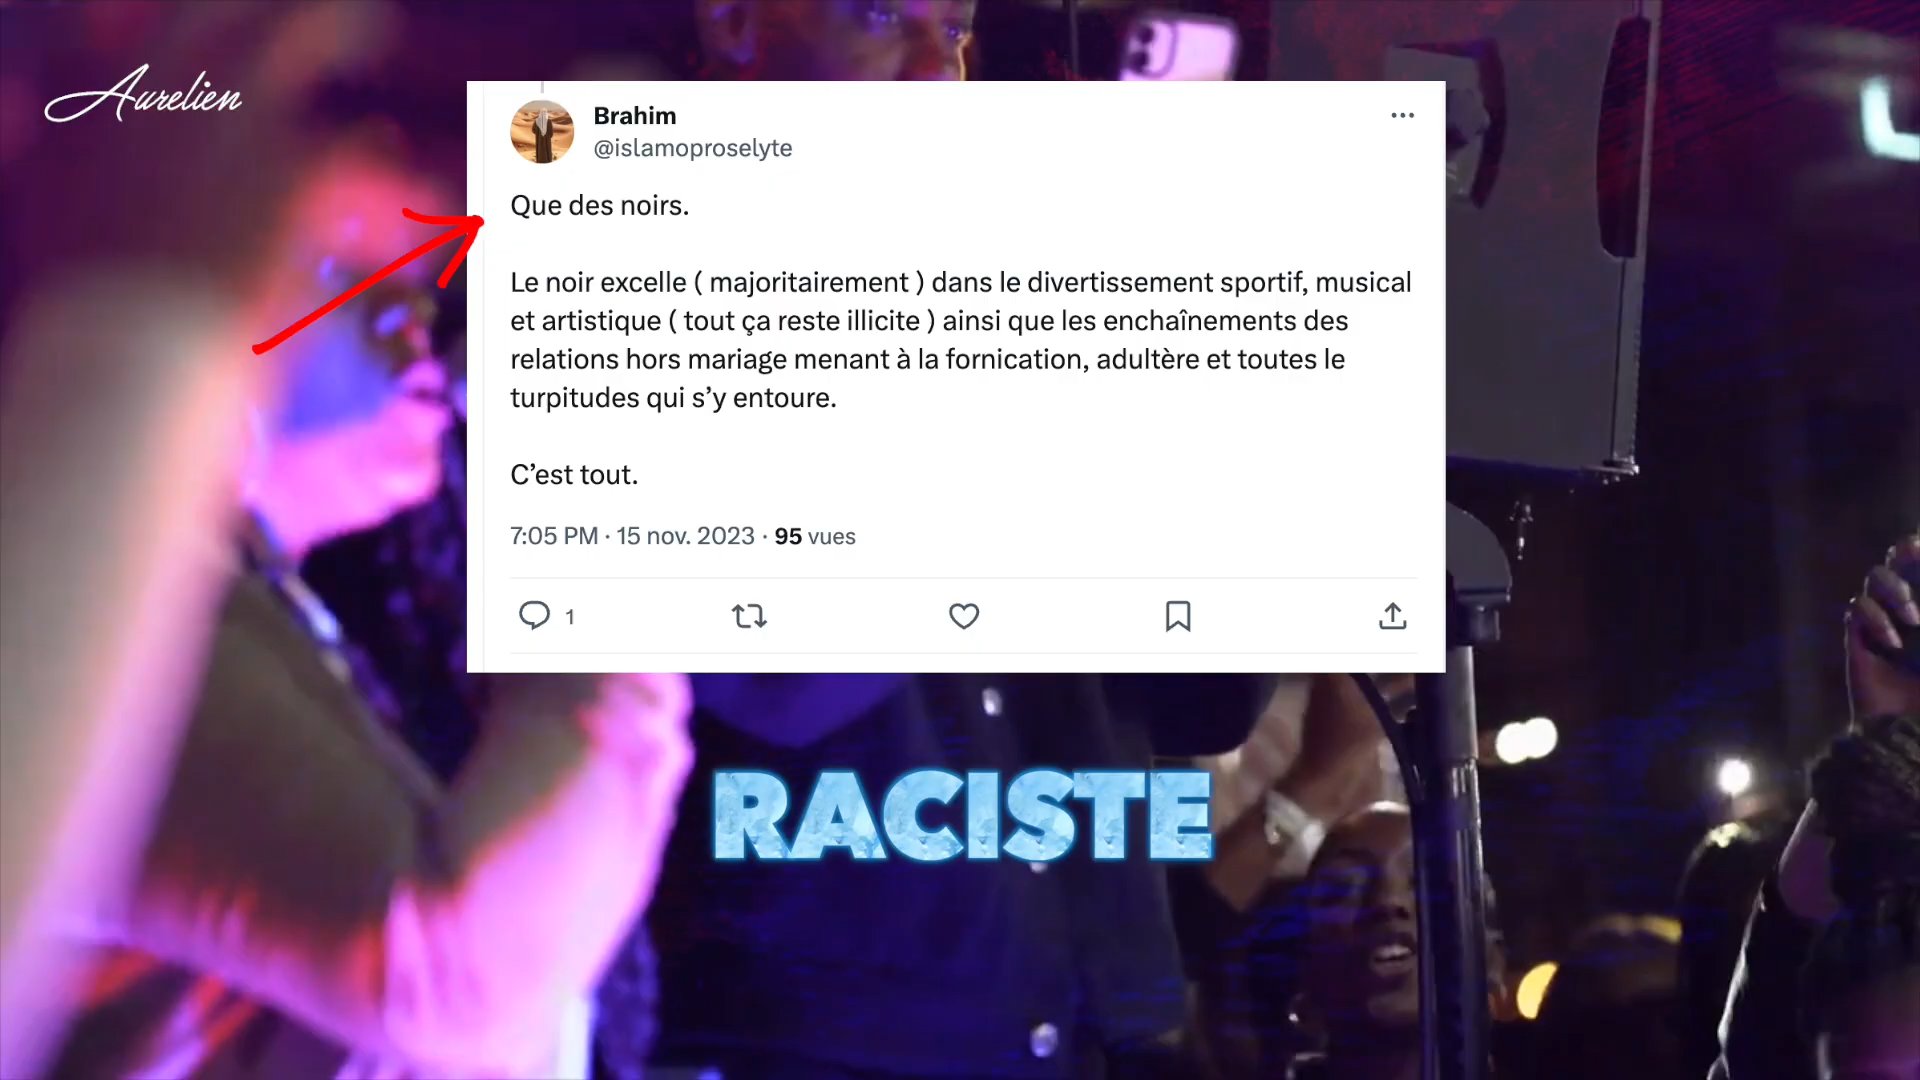 Aurelien
Brahim
@islamoproselyte
Que des noirs.
Le noir excelle ( majoritairement ) dans le divertissement sportif, musical
et artistique ( tout ça reste illicite ) ainsi que les enchaînements des
relations hors mariage menant à la fornication, adultère et toutes le
turpitudes qui s’y entoure.
C’est tout.
7:05 PM · 15 nov. 2023 · 95 vues
1
RACISTE